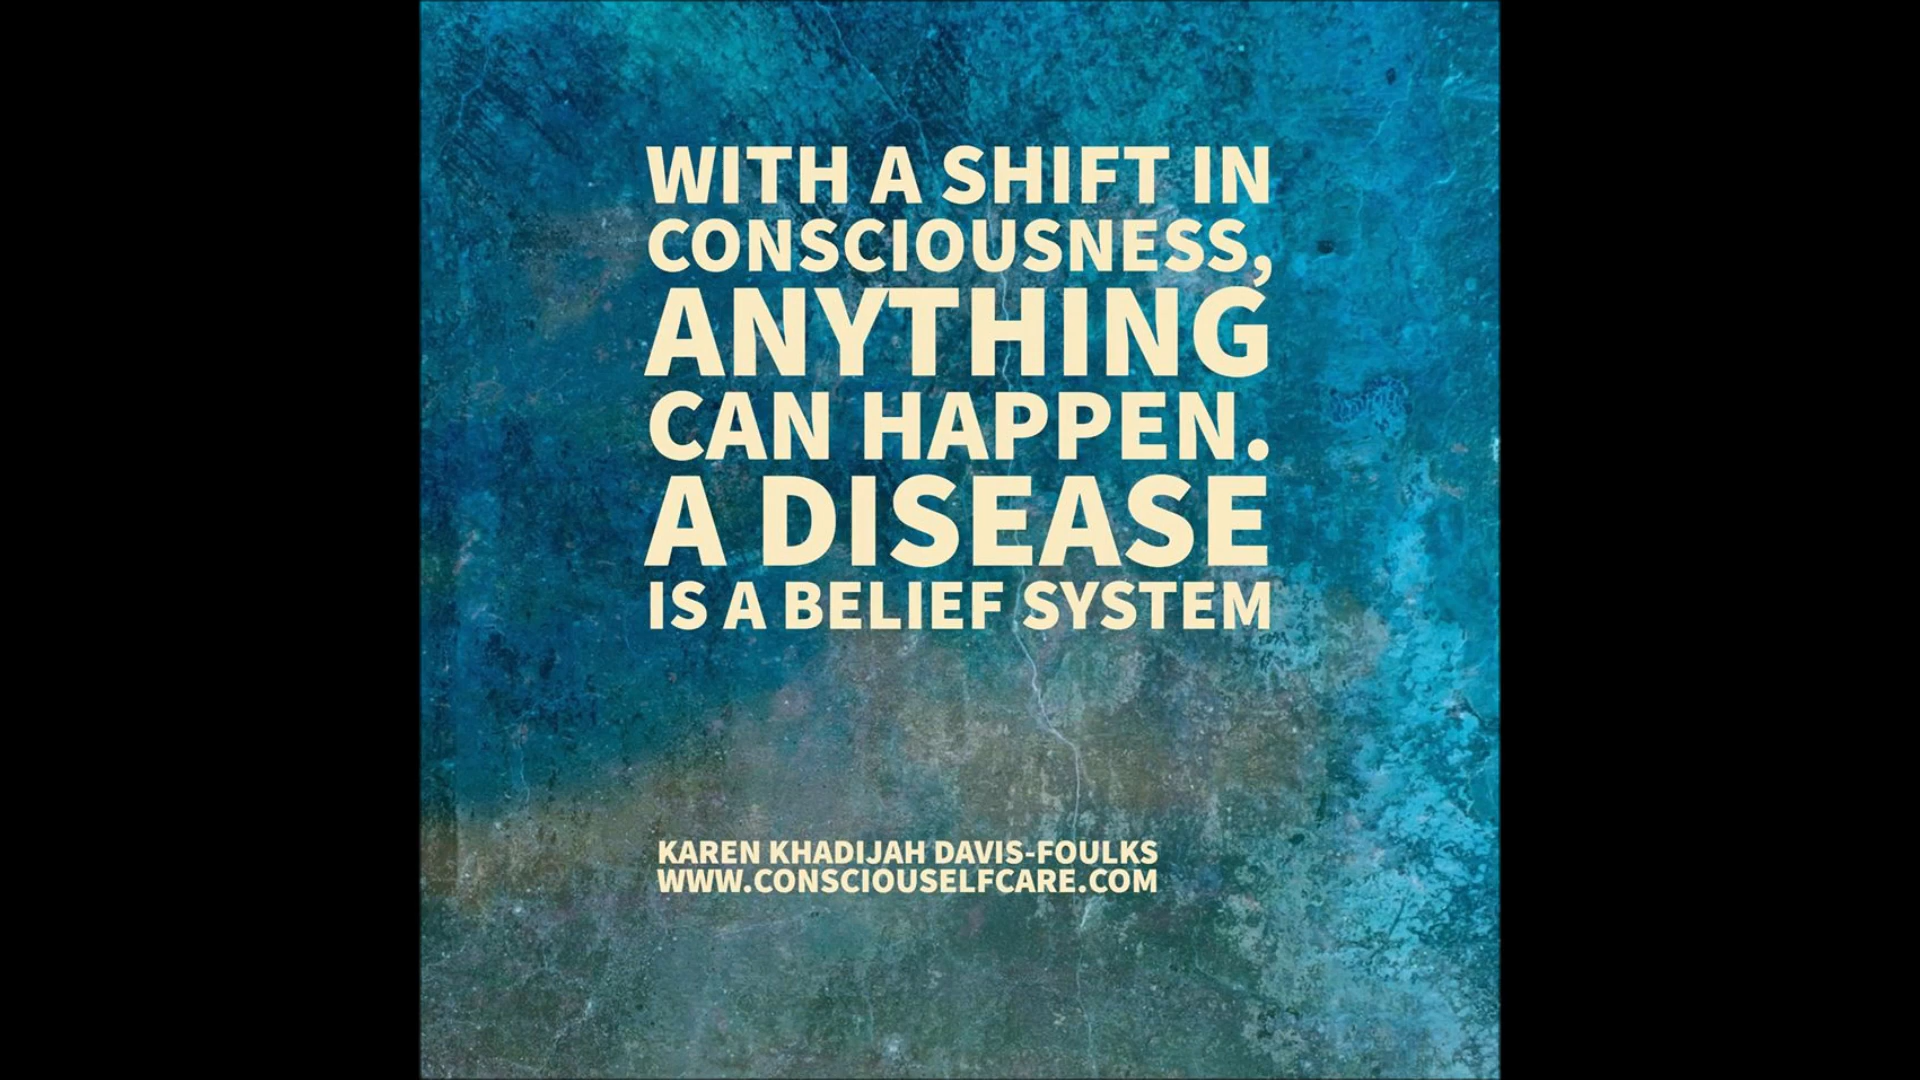 WITH A SHIFT IN
CONSCIOUSNESS,
ANYTHING
CAN HAPPEN.
A DISEASE
IS A BELIEF SYSTEM
KAREN KHADIJAH DAVIS-FOULKS
WWW.CONSCIOUSELFCARE.COM